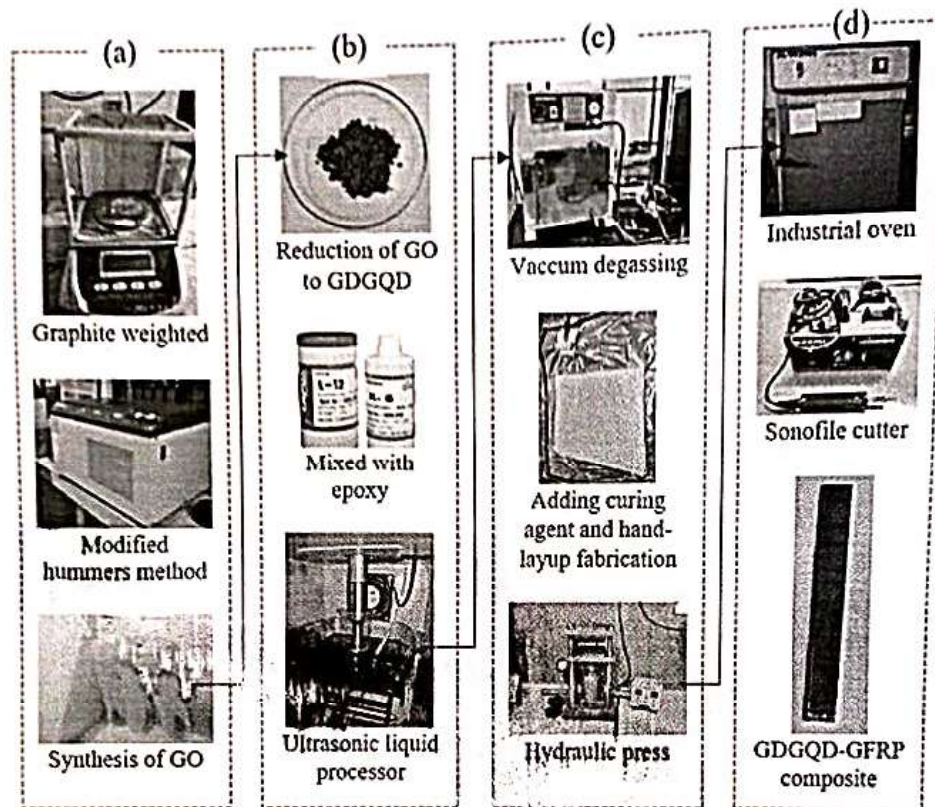 (a)
Graphite weighted
Modified
hummers method
Synthesis of GO
(b)
Reduction of GO
to GDGQD
L-12
Mixed with
epoxy
Ultrasonic liquid
processor
(c)
Vaccum degassing
Adding curing
agent and hand-
layup fabrication
Hydraulic press
(d)
Industrial oven
Sonofile cutter
GDGQD-GFRP
composite